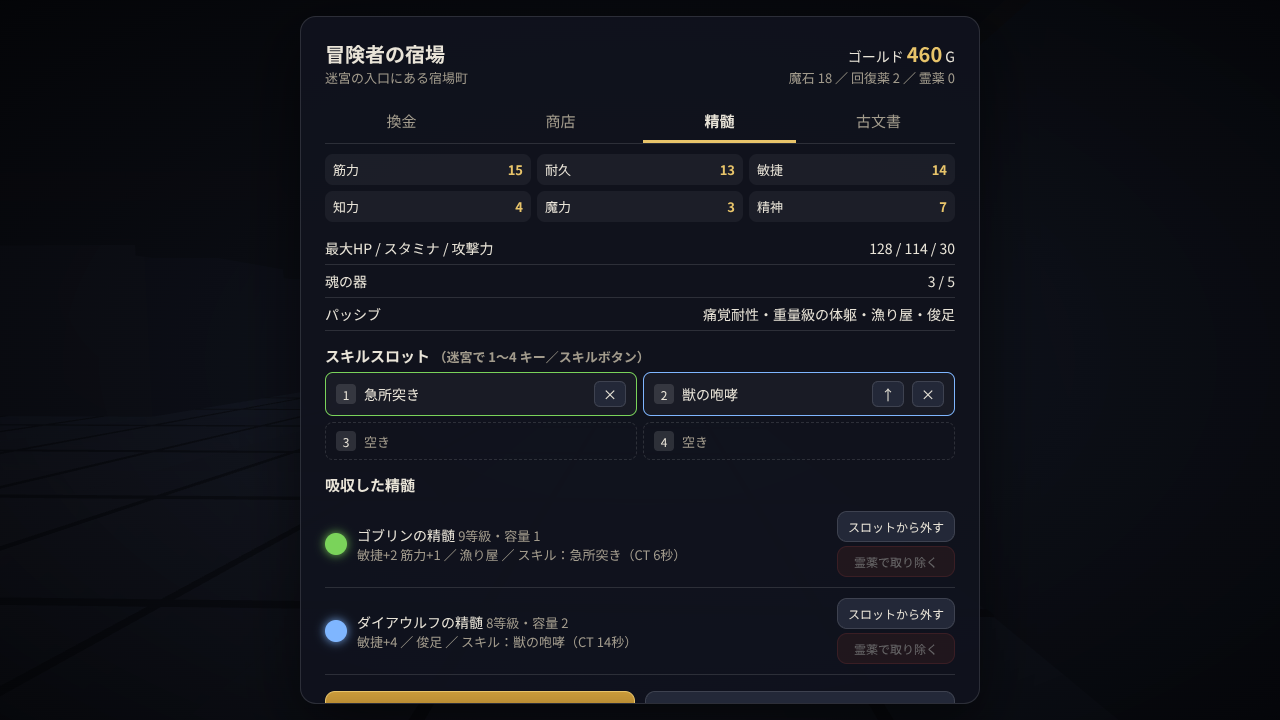 冒険者の宿場
ゴールド 460 G
迷宮の入口にある宿場町
魔石 18 ／ 回復薬 2 ／ 霊薬 0
換金
商店
精髄
古文書
筋力 15
耐久 13
敏捷 14
知力 4
魔力 3
精神 7
最大HP / スタミナ / 攻撃力 128 / 114 / 30
魂の器 3 / 5
パッシブ 痛覚耐性・重量級の体躯・漁り屋・俊足
スキルスロット （迷宮で 1〜4 キー／スキルボタン）
1 急所突き ×
2 獣の咆哮 ↑ ×
3 空き
4 空き
吸収した精髄
ゴブリンの精髄 9等級・容量 1
敏捷+2 筋力+1 ／ 漁り屋 ／ スキル：急所突き（CT 6秒）
スロットから外す
霊薬で取り除く
ダイアウルフの精髄 8等級・容量 2
敏捷+4 ／ 俊足 ／ スキル：獣の咆哮（CT 14秒）
スロットから外す
霊薬で取り除く